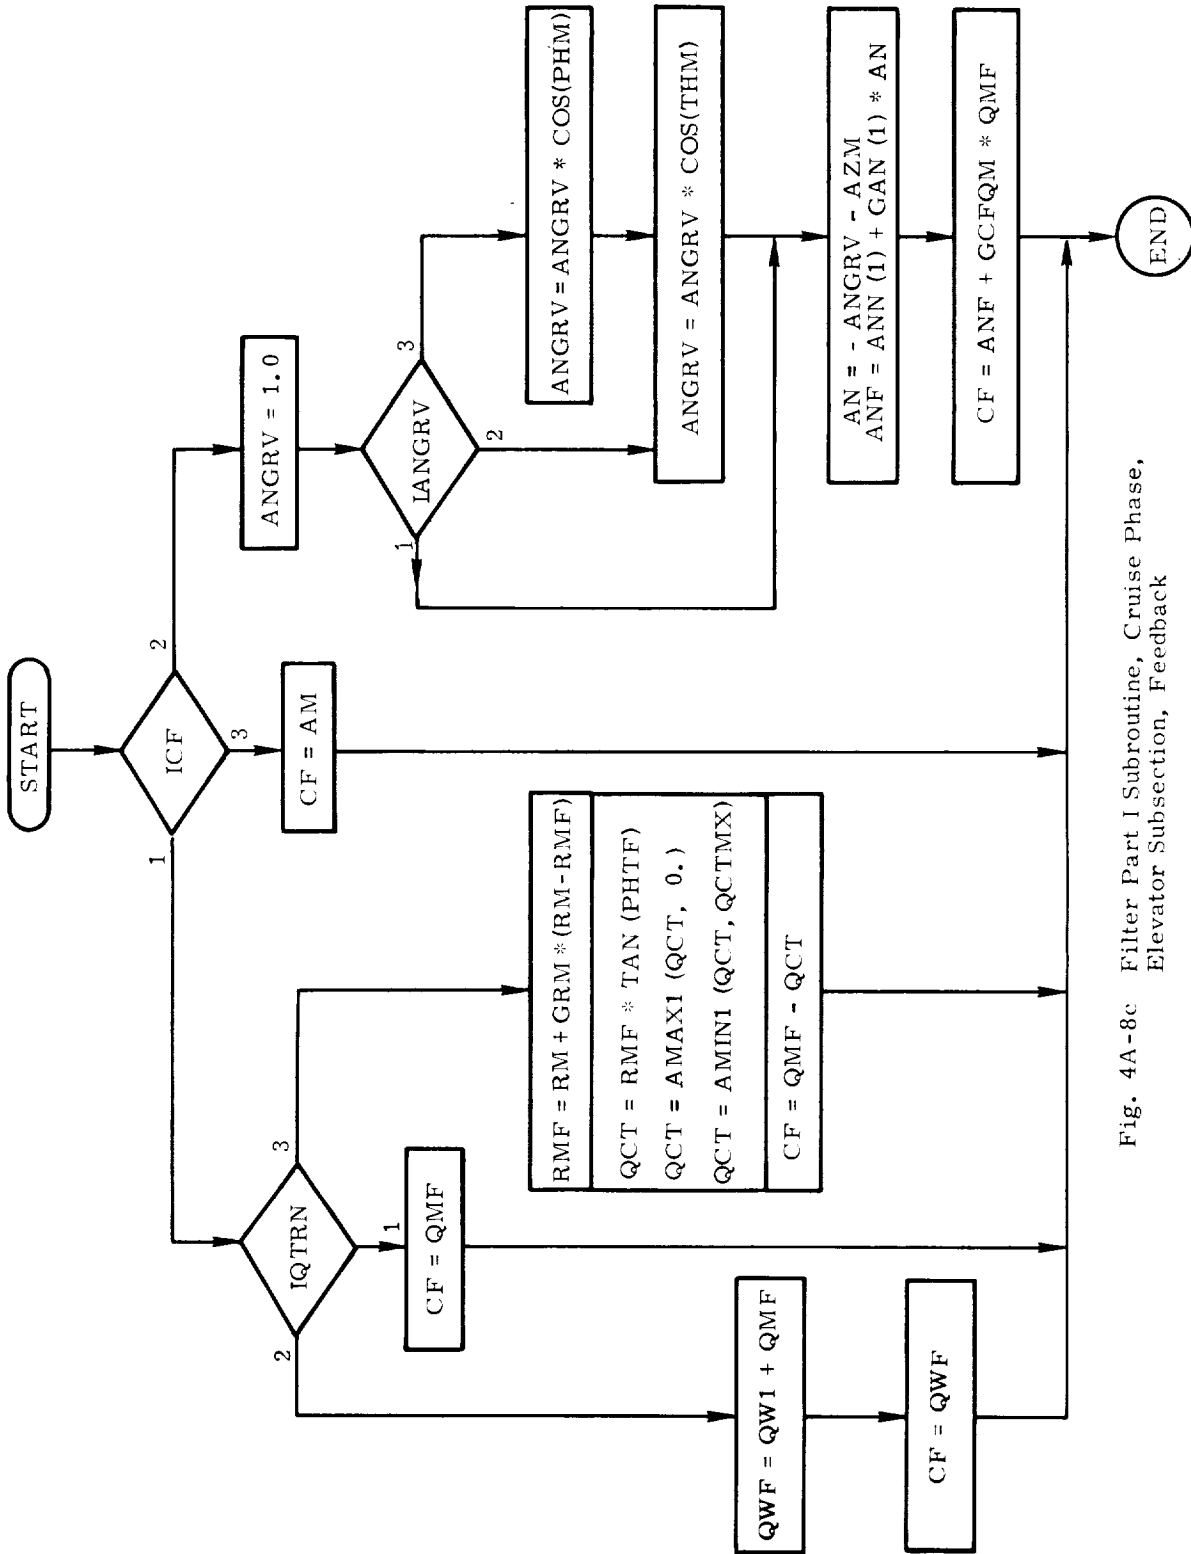 START
ICF
1
2
3
CF = AM
IQTRN
1
2
3
CF = QMF
QWF = QW1 + QMF
CF = QWF
RMF = RM + GRM * (RM-RMF)
QCT = RMF * TAN (PHTF)
QCT = AMAX1 (QCT, 0.)
QCT = AMIN1 (QCT, QCTMX)
CF = QMF - QCT
ANGRV = 1.0
IANGRV
1
2
3
ANGRV = ANGRV * COS(PHM)
ANGRV = ANGRV * COS(THM)
AN = - ANGRV - AZM
ANF = ANN (1) + GAN (1) * AN
CF = ANF + GCFQM * QMF
END
Fig. 4A-8c Filter Part I Subroutine, Cruise Phase,
Elevator Subsection, Feedback